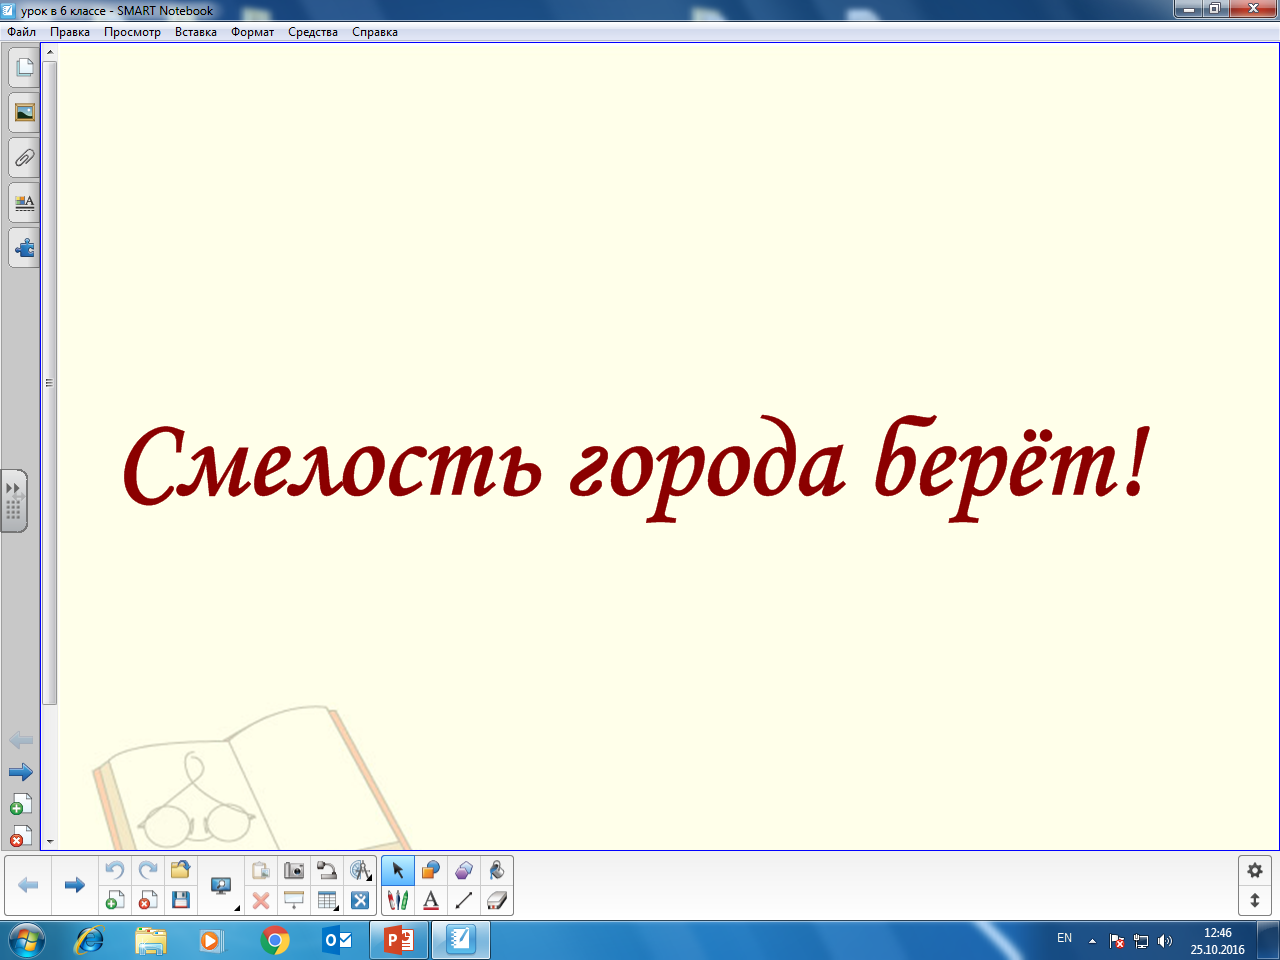 урок в 6 классе - SMART Notebook
Файл Правка Просмотр Вставка Формат Средства Справка
Смелость города берёт!
EN
12:46
25.10.2016